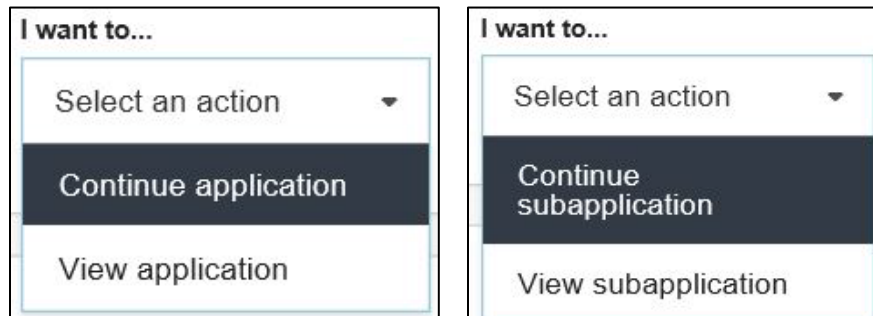 I want to...
Select an action
Continue application
View application
I want to...
Select an action
Continue
subapplication
View subapplication